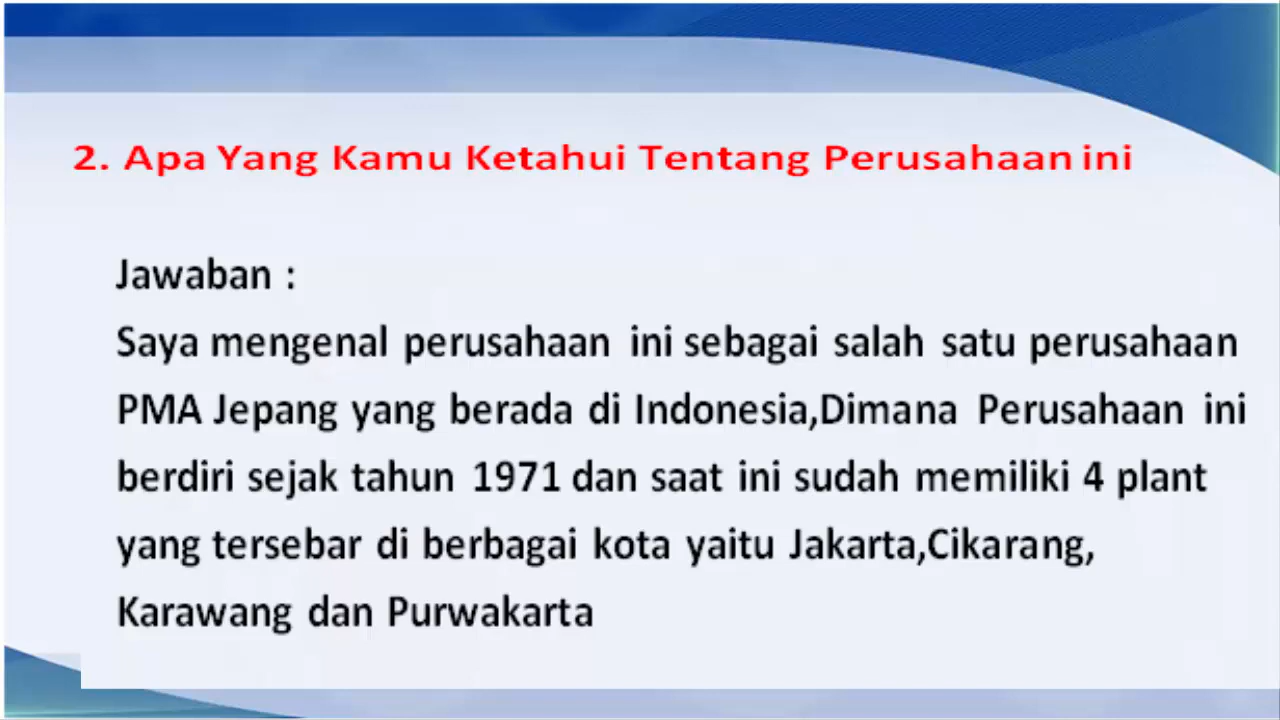 2. Apa Yang Kamu Ketahui Tentang Perusahaan ini
Jawaban :
Saya mengenal perusahaan ini sebagai salah satu perusahaan
PMA Jepang yang berada di Indonesia,Dimana Perusahaan ini
berdiri sejak tahun 1971 dan saat ini sudah memiliki 4 plant
yang tersebar di berbagai kota yaitu Jakarta,Cikarang,
Karawang dan Purwakarta